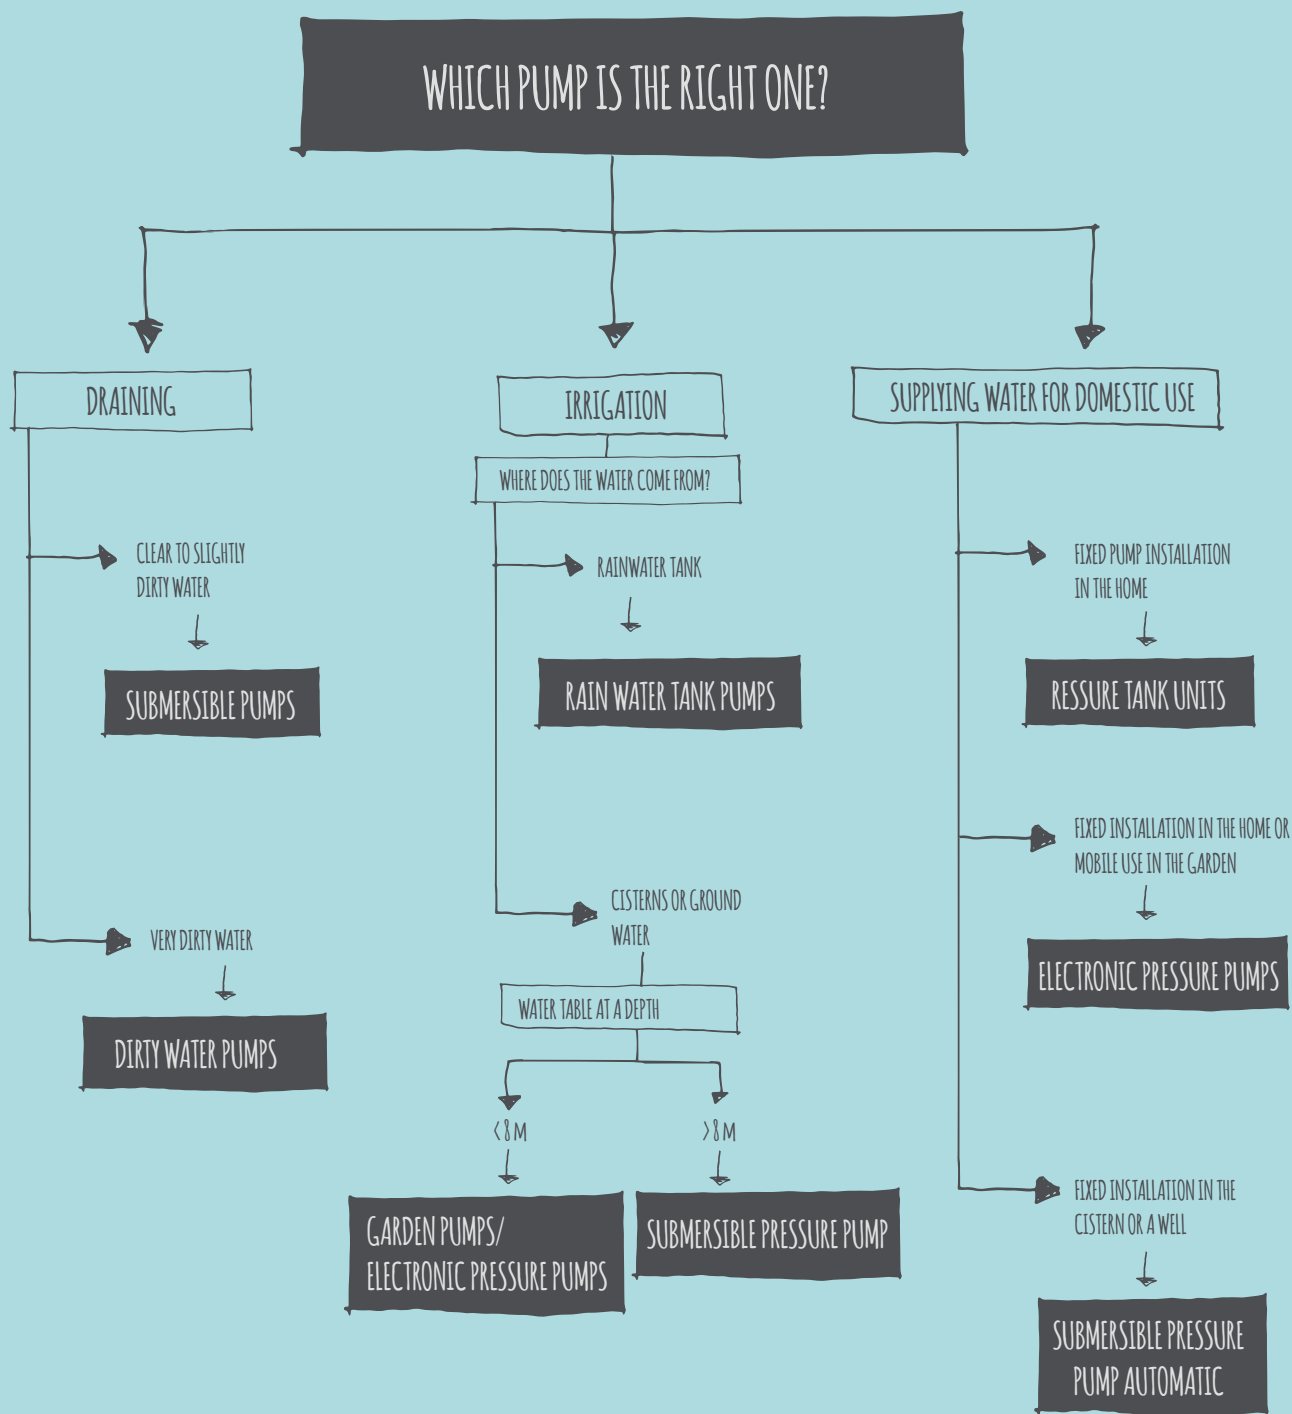 WHICH PUMP IS THE RIGHT ONE?
DRAINING
CLEAR TO SLIGHTLY
DIRTY WATER
SUBMERSIBLE PUMPS
VERY DIRTY WATER
DIRTY WATER PUMPS
IRRIGATION
WHERE DOES THE WATER COME FROM?
RAINWATER TANK
RAIN WATER TANK PUMPS
CISTERNS OR GROUND
WATER
WATER TABLE AT A DEPTH
<8 M
GARDEN PUMPS/
ELECTRONIC PRESSURE PUMPS
>8 M
SUBMERSIBLE PRESSURE PUMP
SUPPLYING WATER FOR DOMESTIC USE
FIXED PUMP INSTALLATION
IN THE HOME
RESSURE TANK UNITS
FIXED INSTALLATION IN THE HOME OR
MOBILE USE IN THE GARDEN
ELECTRONIC PRESSURE PUMPS
FIXED INSTALLATION IN THE
CISTERN OR A WELL
SUBMERSIBLE PRESSURE
PUMP AUTOMATIC